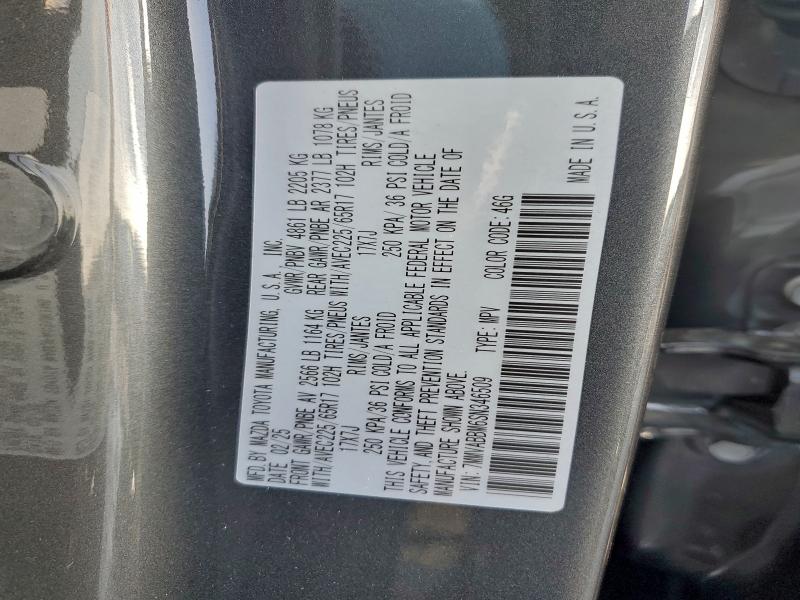 MFD.BY MAZDA TOYOTA MANUFACTURING, U.S.A., INC.
DATE: 02/25 GVWR/PNBV 4861 LB 2205 KG
FRONT GAWR/PNBE AV 2566 LB 1164 KG REAR GAWR/PNBE AR 2377 LB 1078 KG
WITH/AVEC225/65R17 102H TIRES/PNEUS WITH/AVEC225/65R17 102H TIRES/PNEUS
17X7J RIMS/JANTES 17X7J RIMS/JANTES
250 KPA/36 PSI COLD/A FROID 250 KPA/36 PSI COLD/A FROID
THIS VEHICLE CONFORMS TO ALL APPLICABLE FEDERAL MOTOR VEHICLE
SAFETY AND THEFT PREVENTION STANDARDS IN EFFECT ON THE DATE OF
MANUFACTURE SHOWN ABOVE.
VIN: 7MMVABBM6SN346509 TYPE: MPV COLOR CODE: 46G
MADE IN U.S.A.